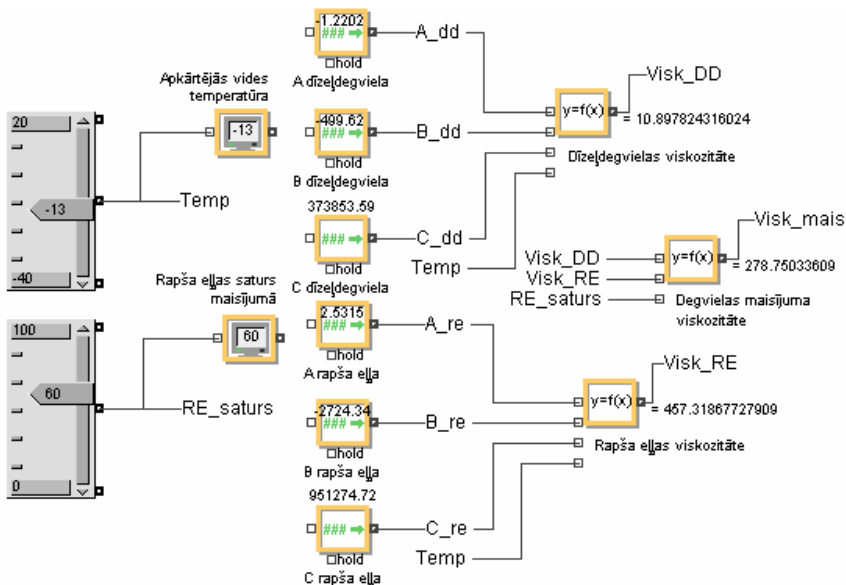 -1.2202
### 
hold
A dīzeļdegviela
A_dd
Apkārtējās vides
temperatūra
-13
20
-13
-40
Temp
-499.62
###
hold
B dīzeļdegviela
B_dd
373853.59
###
hold
C dīzeļdegviela
C_dd
Temp
y=f(x)
Visk_DD
= 10.897824316024
Dīzeļdegvielas viskozitāte
Visk_DD
Visk_RE
RE_saturs
y=f(x)
Visk_mais
= 278.75033609
Degvielas maisījuma
viskozitāte
Rapša eļļas saturs
maisījumā
60
100
60
0
RE_saturs
2.5315
###
hold
A rapša eļļa
A_re
-2724.34
###
hold
B rapša eļļa
B_re
951274.72
###
hold
C rapša eļļa
C_re
Temp
y=f(x)
Visk_RE
= 457.31867727909
Rapša eļļas viskozitāte